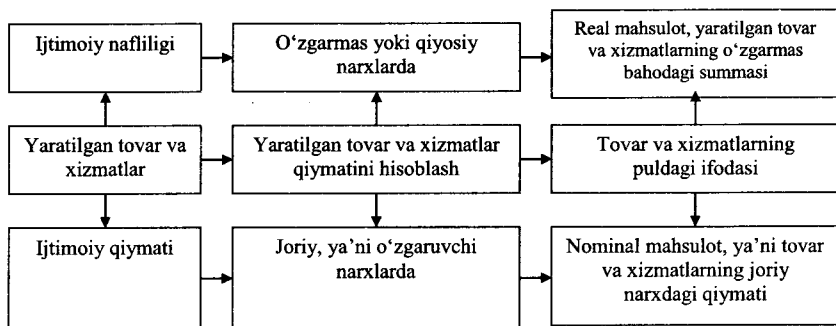 Ijtimoiy nafliligi
O‘zgarmas yoki qiyosiy
narxlarda
Real mahsulot, yaratilgan tovar
va xizmatlarning o‘zgarmas
bahodagi summasi
Yaratilgan tovar va
xizmatlar
Yaratilgan tovar va xizmatlar
qiymatini hisoblash
Tovar va xizmatlarning
puldagi ifodasi
Ijtimoiy qiymati
Joriy, ya’ni o‘zgaruvchi
narxlarda
Nominal mahsulot, ya’ni tovar
va xizmatlarning joriy
narxdagi qiymati